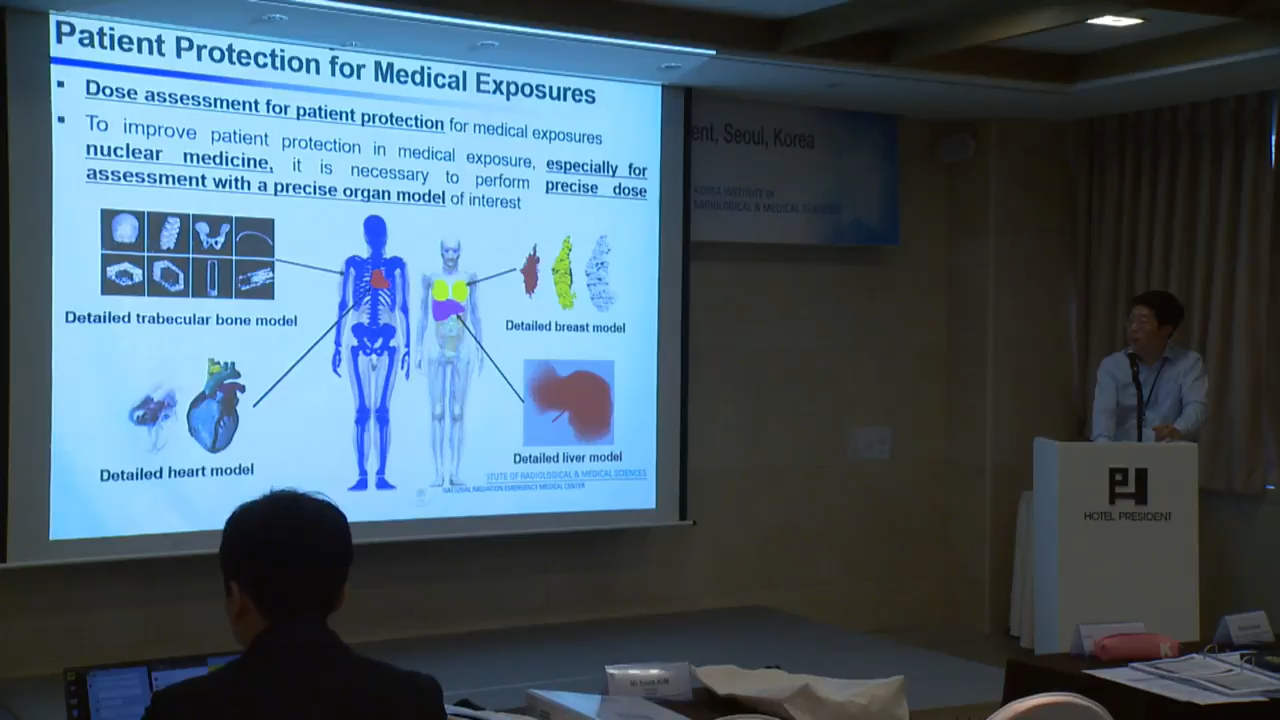 Patient Protection for Medical Exposures
▪ Dose assessment for patient protection for medical exposures
▪ To improve patient protection in medical exposure, especially for
nuclear medicine, it is necessary to perform precise dose
assessment with a precise organ model of interest
Detailed trabecular bone model
Detailed breast model
Detailed heart model
Detailed liver model
ITUTE OF RADIOLOGICAL & MEDICAL SCIENCES
NATIONAL RADIATION EMERGENCY MEDICAL CENTER
ent, Seoul, Korea
KOREA INSTITUTE OF
RADIOLOGICAL & MEDICAL SCIENCES
HOTEL PRESIDENT
K